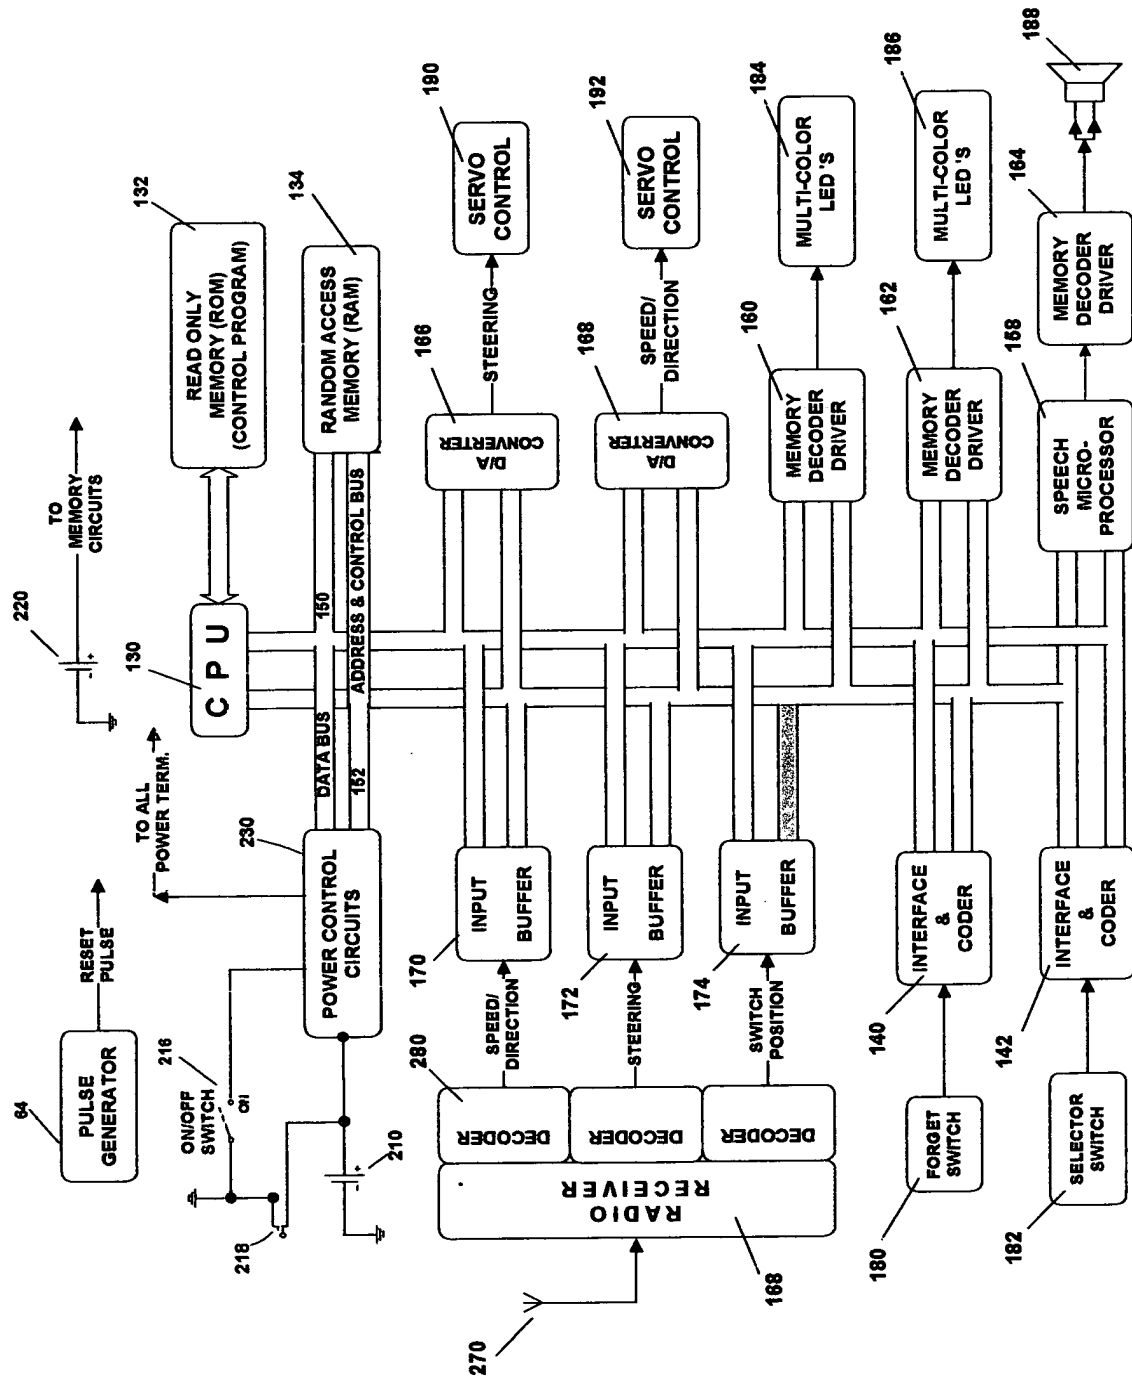 64
PULSE
GENERATOR
RESET
PULSE
ON/OFF
SWITCH
216
ON
218
210
230
POWER CONTROL
CIRCUITS
TO ALL
POWER TERM.
220
- +
TO
MEMORY
CIRCUITS
130
C P U
132
READ ONLY
MEMORY (ROM)
(CONTROL PROGRAM)
134
RANDOM ACCESS
MEMORY (RAM)
DATA BUS
150
152
ADDRESS & CONTROL BUS
- +
270
RADIO
RECEIVER
168
280
DECODER
DECODER
DECODER
SPEED/
DIRECTION
STEERING
SWITCH
POSITION
170
INPUT
BUFFER
172
INPUT
BUFFER
174
INPUT
BUFFER
166
D/A
CONVERTER
STEERING
190
SERVO
CONTROL
168
D/A
CONVERTER
SPEED/
DIRECTION
192
SERVO
CONTROL
160
MEMORY
DECODER
DRIVER
184
MULTI-COLOR
LED 'S
162
MEMORY
DECODER
DRIVER
186
MULTI-COLOR
LED 'S
180
FORGET
SWITCH
140
INTERFACE
&
CODER
182
SELECTOR
SWITCH
142
INTERFACE
&
CODER
158
SPEECH
MICRO-
PROCESSOR
164
MEMORY
DECODER
DRIVER
188